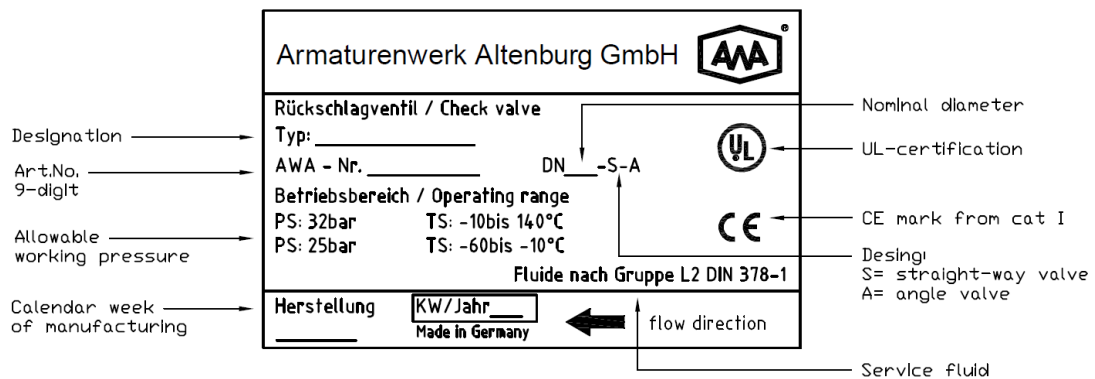 Armaturenwerk Altenburg GmbH AWA ®
Rückschlagventil / Check valve
Typ:
AWA - Nr. DN -S-A
Betriebsbereich / Operating range
PS: 32bar TS: -10bis 140°C
PS: 25bar TS: -60bis -10°C
Fluide nach Gruppe L2 DIN 378-1
Herstellung KW/Jahr
Made in Germany
flow direction
UL
CE
Designation
Art.No.
9-digit
Allowable
working pressure
Calendar week
of manufacturing
Nominal diameter
UL-certification
CE mark from cat I
Desingı
S= straight-way valve
A= angle valve
Service fluid